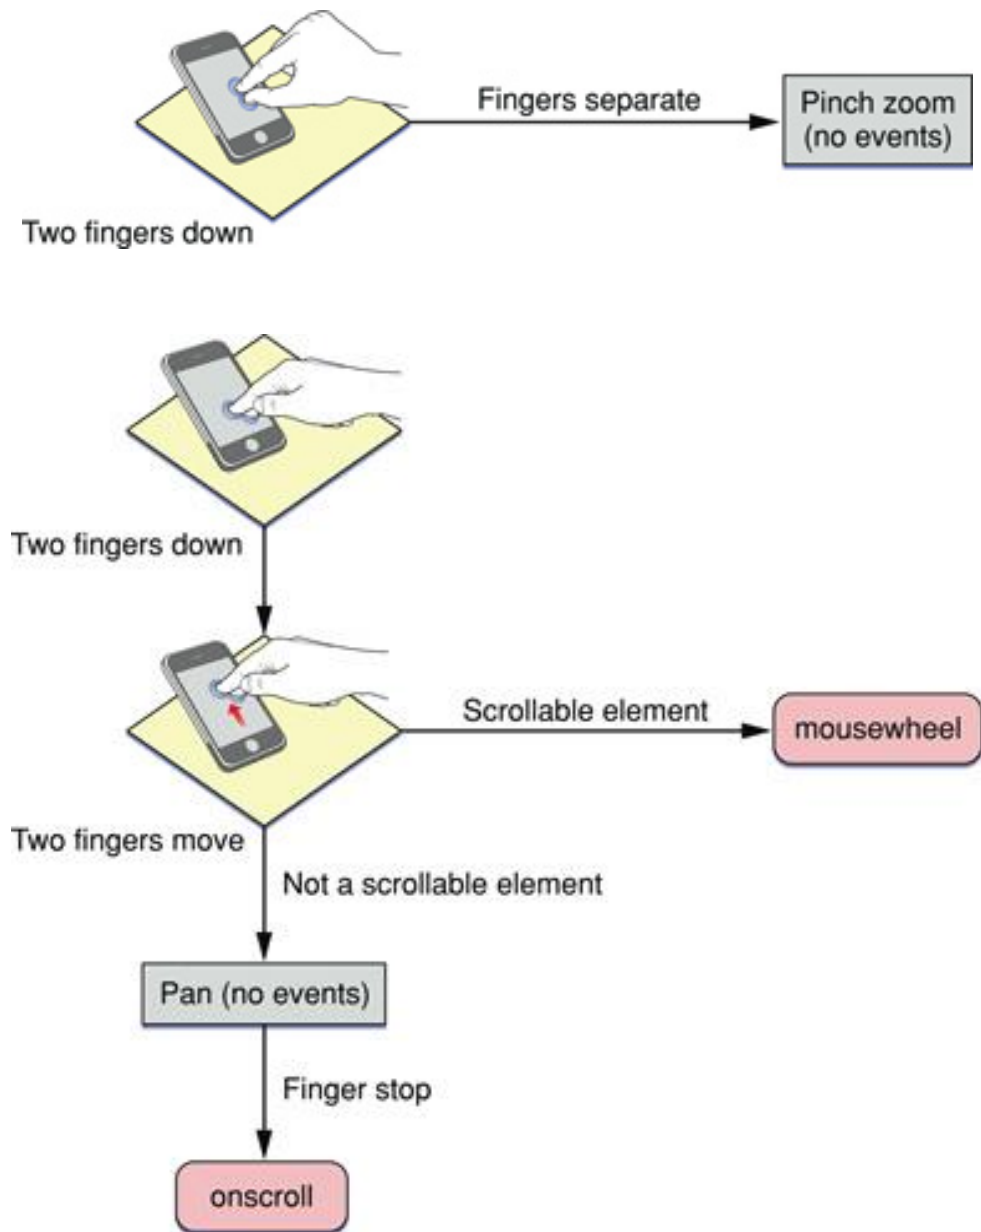 Fingers separate
Pinch zoom
(no events)
Two fingers down
Two fingers down
Scrollable element
mousewheel
Two fingers move
Not a scrollable element
Pan (no events)
Finger stop
onscroll